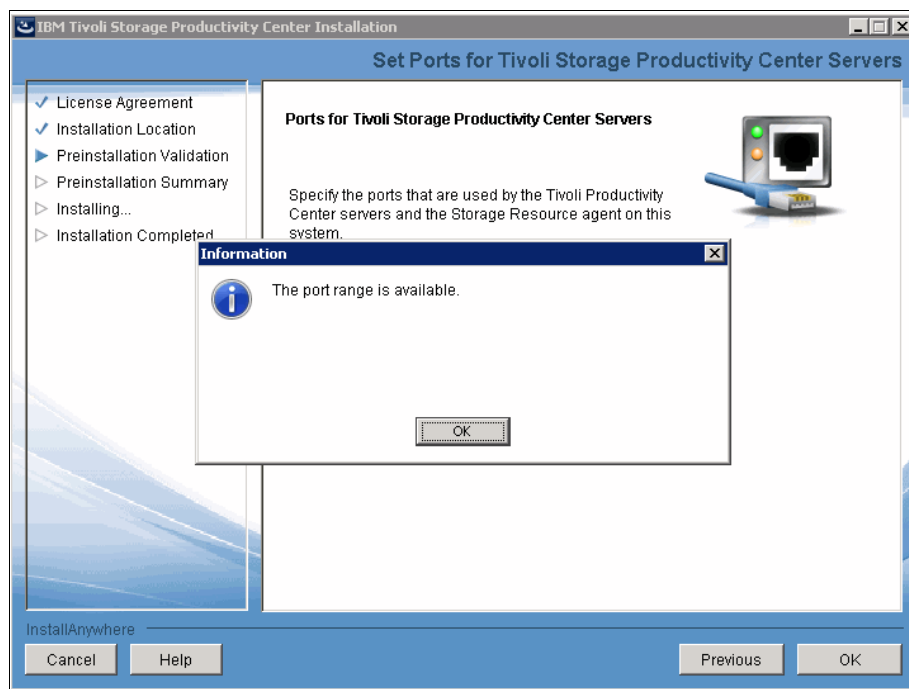 IBM Tivoli Storage Productivity Center Installation
Set Ports for Tivoli Storage Productivity Center Servers
License Agreement
Installation Location
Preinstallation Validation
Preinstallation Summary
Installing...
Installation Completed
Ports for Tivoli Storage Productivity Center Servers
Specify the ports that are used by the Tivoli Productivity
Center servers and the Storage Resource agent on this
system.
Information
The port range is available.
OK
InstallAnywhere
Cancel
Help
Previous
OK